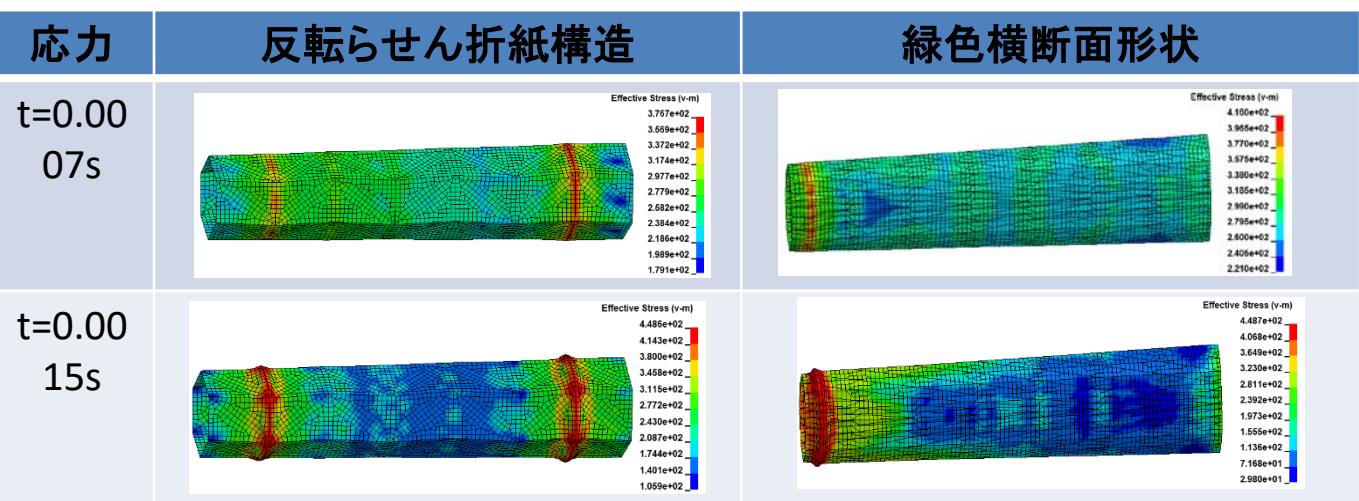 応力
反転らせん折紙構造
緑色横断面形状
t=0.00
07s
Effective Stress (v-m)
3.767e+02
3.569e+02
3.372e+02
3.174e+02
2.977e+02
2.779e+02
2.582e+02
2.384e+02
2.186e+02
1.989e+02
1.791e+02
Effective Stress (v-m)
4.160e+02
3.965e+02
3.770e+02
3.575e+02
3.380e+02
3.185e+02
2.990e+02
2.795e+02
2.600e+02
2.405e+02
2.210e+02
t=0.00
15s
Effective Stress (v-m)
4.486e+02
4.143e+02
3.800e+02
3.458e+02
3.115e+02
2.772e+02
2.430e+02
2.087e+02
1.744e+02
1.401e+02
1.059e+02
Effective Stress (v-m)
4.487e+02
4.068e+02
3.649e+02
3.230e+02
2.811e+02
2.392e+02
1.973e+02
1.555e+02
1.136e+02
7.168e+01
2.980e+01